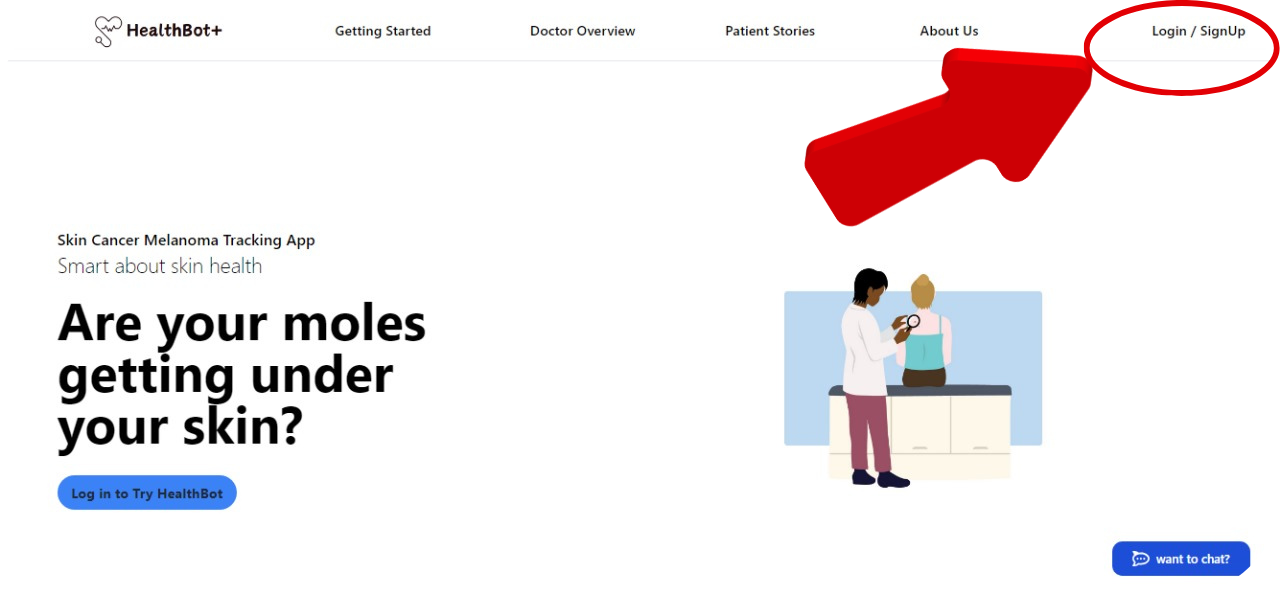 HealthBot+
Getting Started
Doctor Overview
Patient Stories
About Us
Login / SignUp
Skin Cancer Melanoma Tracking App
Smart about skin health
Are your moles
getting under
your skin?
Log in to Try HealthBot
want to chat?